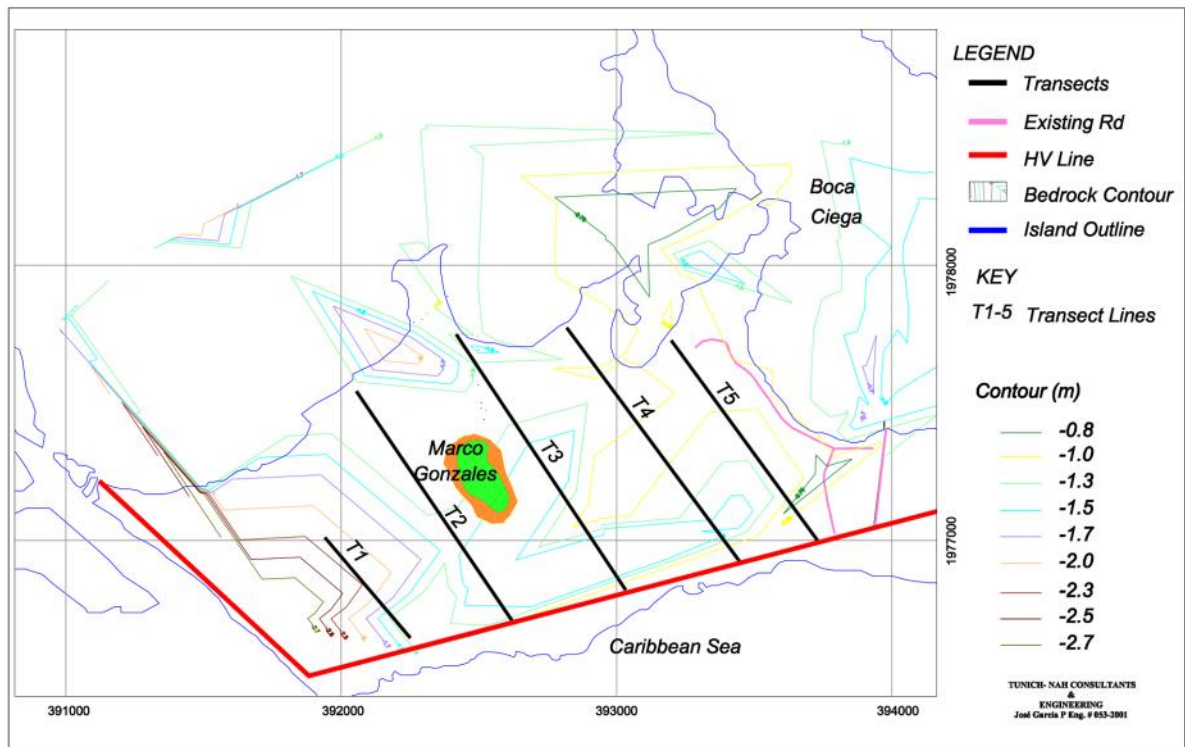 LEGEND
Transects
Existing Rd
HV Line
Bedrock Contour
Island Outline
KEY
T1-5 Transect Lines
Contour (m)
-0.8
-1.0
-1.3
-1.5
-1.7
-2.0
-2.3
-2.5
-2.7
TUNICH- NAH CONSULTANTS
&
ENGINEERING
José Garcia P Eng. # 053-2001
Boca
Ciega
1978000
Marco
Gonzales
T1
T2
T3
T4
T5
1977000
Caribbean Sea
391000
392000
393000
394000